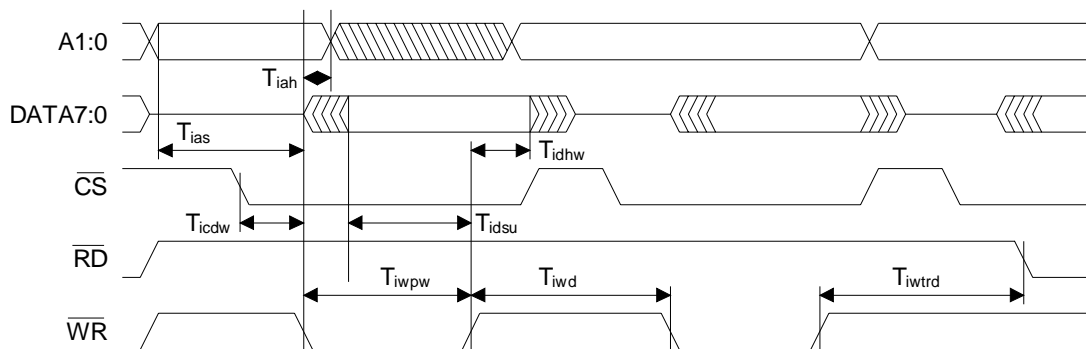 A1:0
Tiah
DATA7:0
Tias
Tidhw
CS
Ticdw
Tidsu
RD
Tiwpw
Tiwd
Tiwtrd
WR